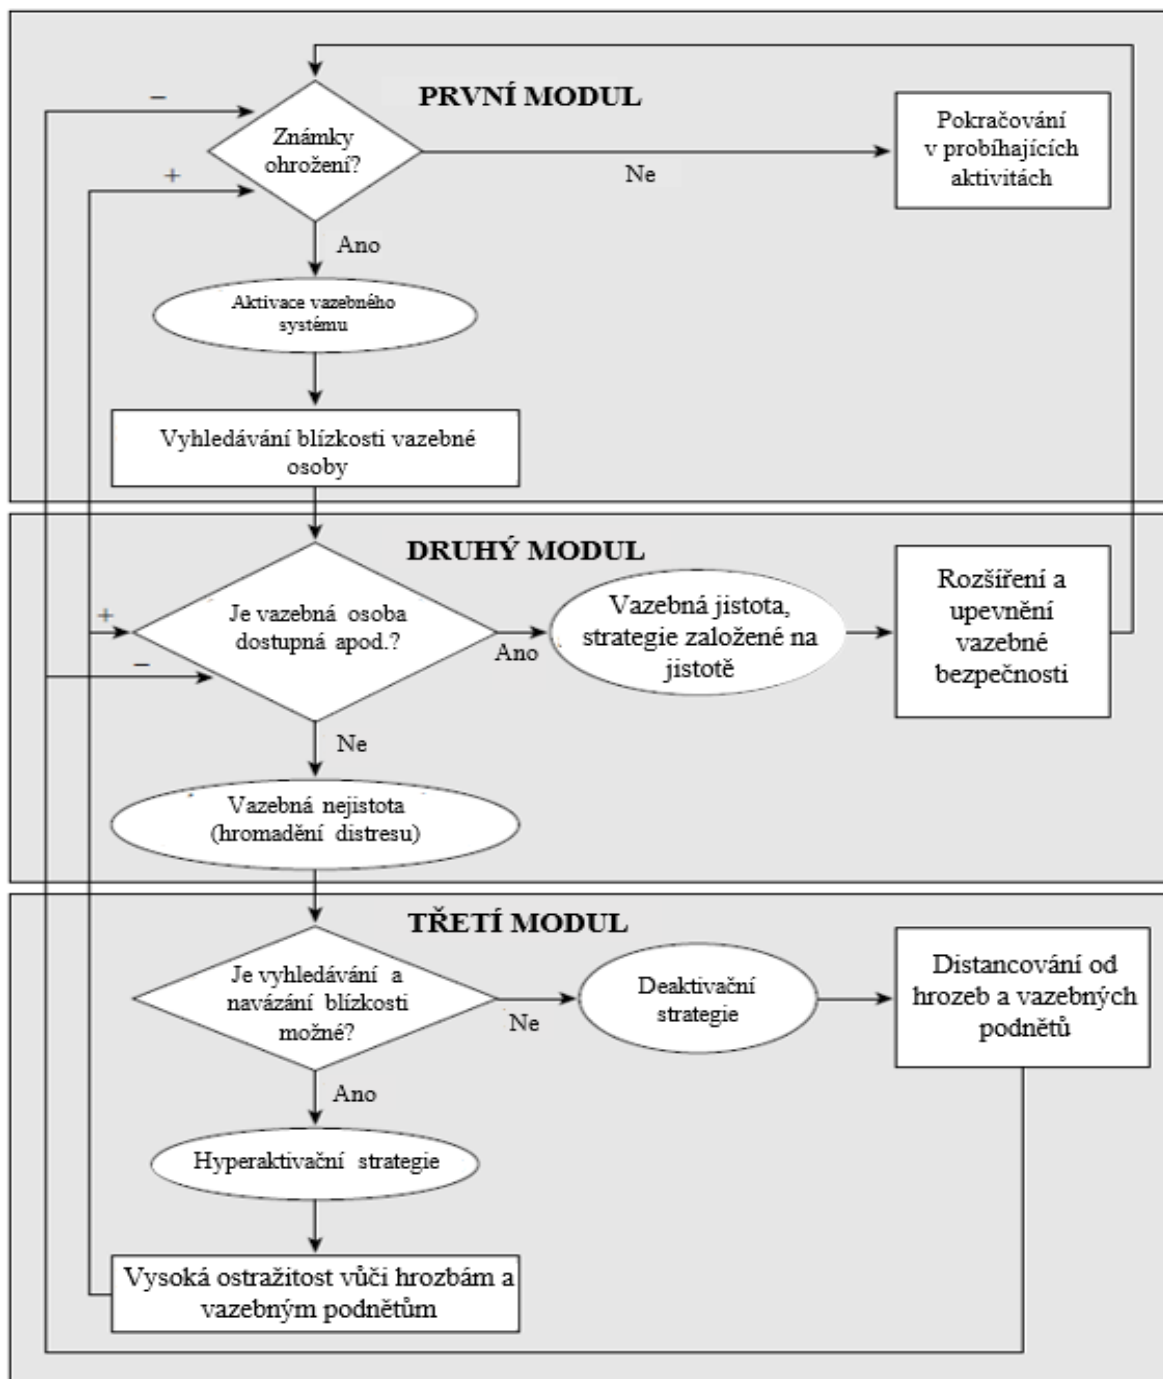 PRVNÍ MODUL
−
Známky
ohrožení?
Pokračování
v probíhajících
aktivitách
+
Ne
Ano
Aktivace vazebného
systému
Vyhledávání blízkosti vazebné
osoby
DRUHÝ MODUL
Je vazebná osoba
dostupná apod.?
+
−
Ano
Vazebná jistota,
strategie založené na
jistotě
Rozšíření a
upevnění
vazebné
bezpečnosti
Ne
Vazebná nejistota
(hromadění distresu)
TŘETÍ MODUL
Je vyhledávání a
navázání blízkosti
možné?
Ne
Deaktivační
strategie
Distancování od
hrozeb a vazebných
podnětů
Ano
Hyperaktivační strategie
Vysoká ostražitost vůči hrozbám a
vazebným podnětům